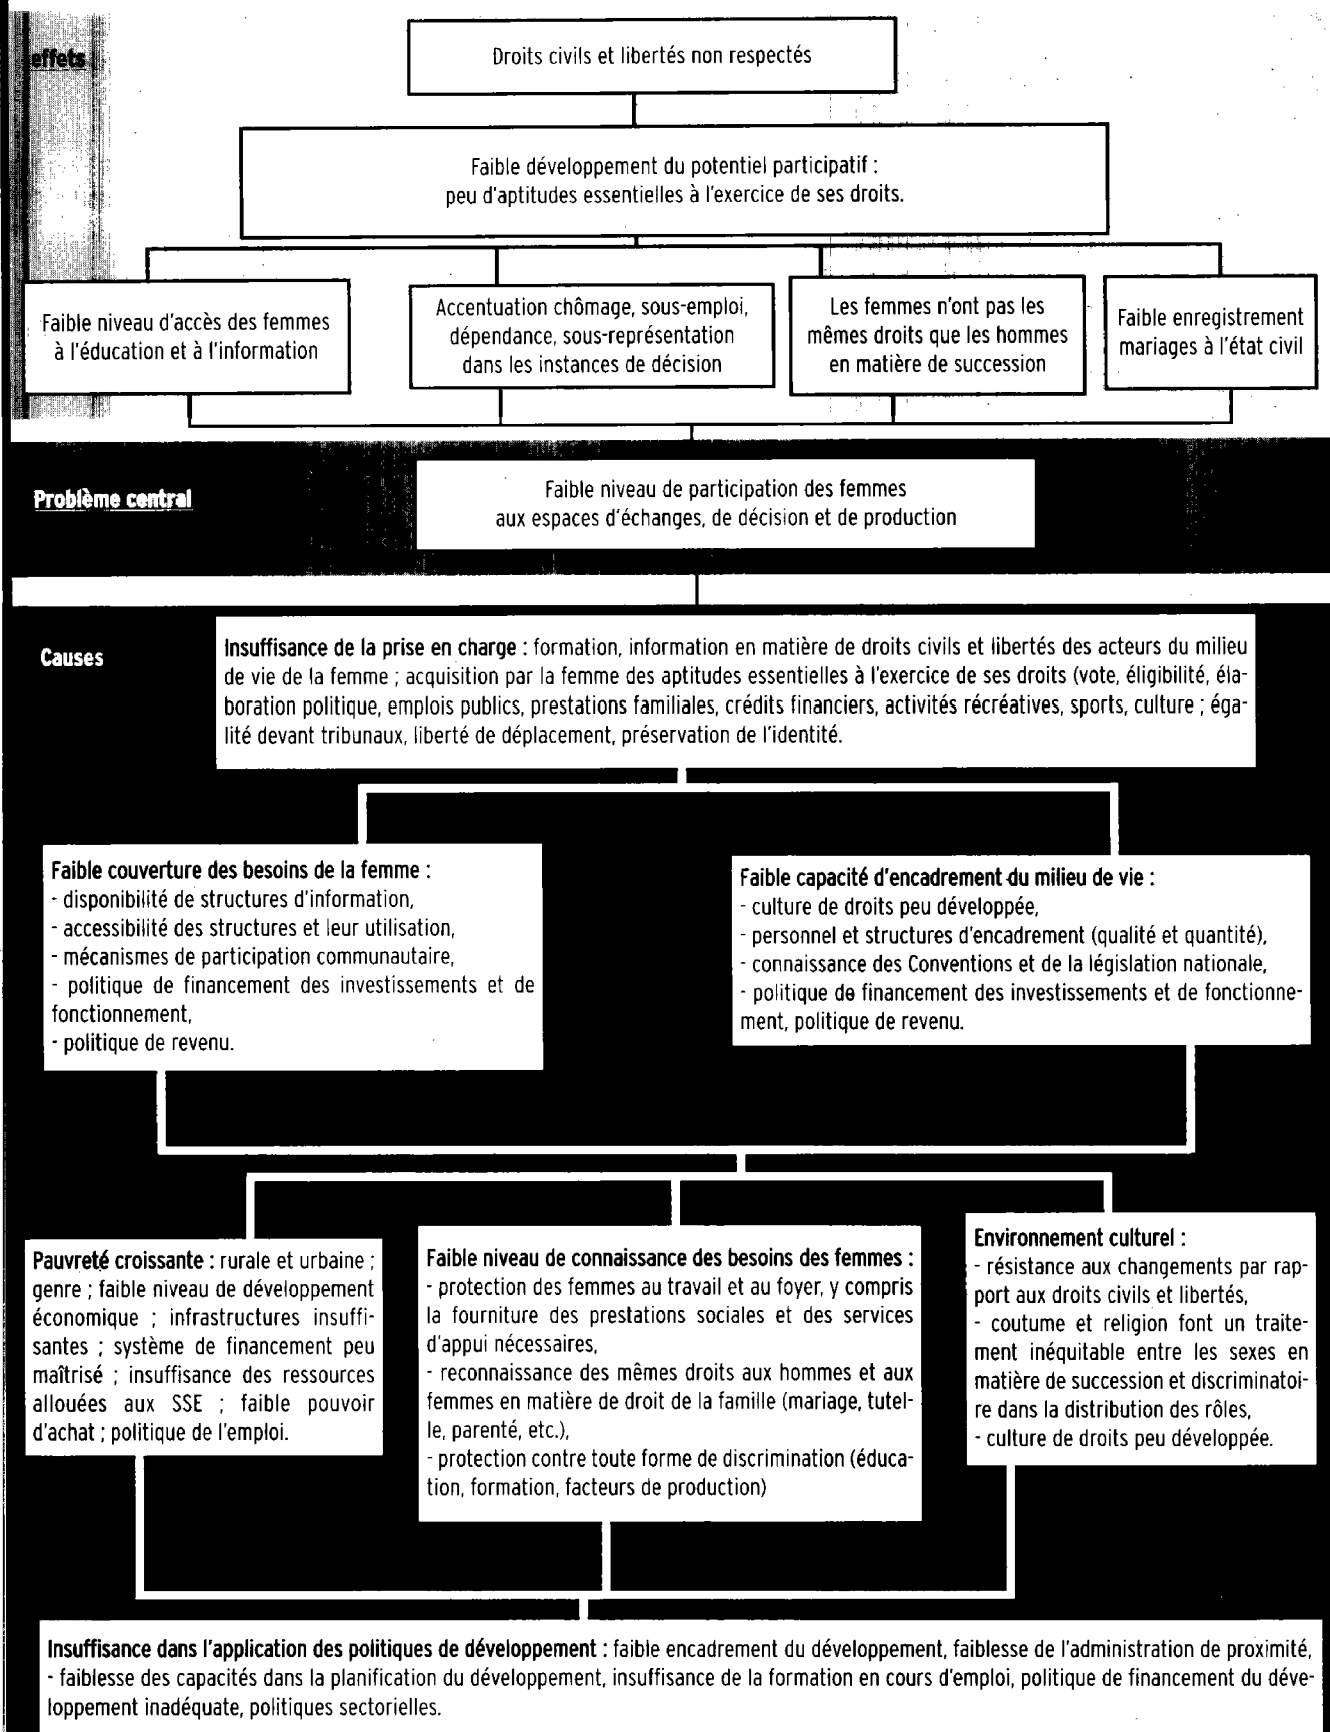 effets
Droits civils et libertés non respectés
Faible développement du potentiel participatif :
peu d'aptitudes essentielles à l'exercice de ses droits.
Faible niveau d'accès des femmes
à l'éducation et à l'information
Accentuation chômage, sous-emploi,
dépendance, sous-représentation
dans les instances de décision
Les femmes n'ont pas les
mêmes droits que les hommes
en matière de succession
Faible enregistrement
mariages à l'état civil
Problème central
Faible niveau de participation des femmes
aux espaces d'échanges, de décision et de production
Causes
Insuffisance de la prise en charge : formation, information en matière de droits civils et libertés des acteurs du milieu
de vie de la femme ; acquisition par la femme des aptitudes essentielles à l'exercice de ses droits (vote, éligibilité, éla-
boration politique, emplois publics, prestations familiales, crédits financiers, activités récréatives, sports, culture ; éga-
lité devant tribunaux, liberté de déplacement, préservation de l'identité.
Faible couverture des besoins de la femme :
- disponibilité de structures d'information,
- accessibilité des structures et leur utilisation,
- mécanismes de participation communautaire,
- politique de financement des investissements et de
fonctionnement,
- politique de revenu.
Faible capacité d'encadrement du milieu de vie :
- culture de droits peu développée,
- personnel et structures d'encadrement (qualité et quantité),
- connaissance des Conventions et de la législation nationale,
- politique de financement des investissements et de fonctionne-
ment, politique de revenu.
Pauvreté croissante : rurale et urbaine ;
genre ; faible niveau de développement
économique ; infrastructures insuffi-
santes ; système de financement peu
maîtrisé ; insuffisance des ressources
allouées aux SSE ; faible pouvoir
d'achat ; politique de l'emploi.
Faible niveau de connaissance des besoins des femmes :
- protection des femmes au travail et au foyer, y compris
la fourniture des prestations sociales et des services
d'appui nécessaires,
- reconnaissance des mêmes droits aux hommes et aux
femmes en matière de droit de la famille (mariage, tutel-
le, parenté, etc.),
- protection contre toute forme de discrimination (éduca-
tion, formation, facteurs de production)
Environnement culturel :
- résistance aux changements par rap-
port aux droits civils et libertés,
- coutume et religion font un traite-
ment inéquitable entre les sexes en
matière de succession et discriminatoi-
re dans la distribution des rôles,
- culture de droits peu développée.
Insuffisance dans l'application des politiques de développement : faible encadrement du développement, faiblesse de l'administration de proximité,
- faiblesse des capacités dans la planification du développement, insuffisance de la formation en cours d'emploi, politique de financement du déve-
loppement inadéquate, politiques sectorielles.